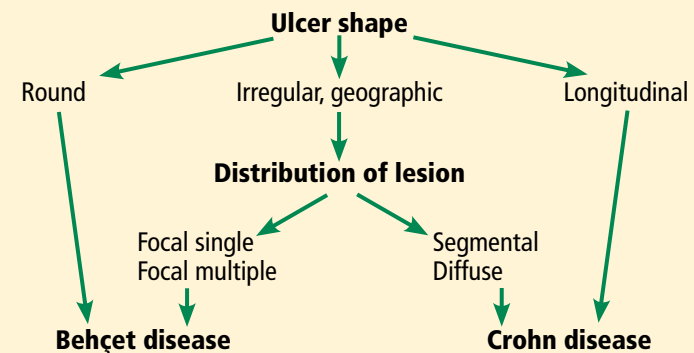 Ulcer shape
Round
Irregular, geographic
Longitudinal
Distribution of lesion
Focal single
Focal multiple
Segmental
Diffuse
Behçet disease
Crohn disease